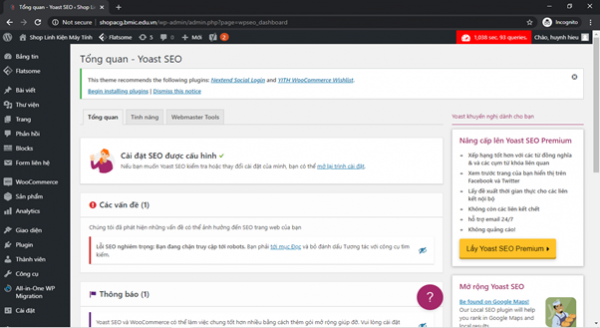 Tổng quan - Yoast SEO - Shop Lin
Incognito
Not secure | shopacg.bmic.edu.vn/wp-admin/admin.php?page=wpseo_dashboard
Shop Linh Kiện Máy Tính Flatsome 5 0 + Mới 2 1,038 sec. 93 queries. Chào, huynh hieu
Bảng tin
Flatsome
Bài viết
Thư viện
Trang
Phản hồi
Blocks
Form liên hệ
WooCommerce
Sản phẩm
Analytics
Giao diện
Plugin
Thành viên
Công cụ
All-in-One WP
Migration
Cài đặt
Tổng quan - Yoast SEO
This theme recommends the following plugins: Nextend Social Login and YITH WooCommerce Wishlist.
Begin installing plugins | Dismiss this notice
Tổng quan Tính năng Webmaster Tools
Cài đặt SEO được cấu hình ✓
Nếu bạn muốn Yoast SEO kiểm tra hoặc thay đổi cài đặt của mình, bạn có thể mở lại trình cài đặt.
Các vấn đề (1)
Chúng tôi đã phát hiện những vấn đề có thể ảnh hưởng đến SEO trang web của bạn
Lỗi SEO nghiêm trọng: Bạn đang chặn truy cập tới robots. Bạn phải tới mục Đọc và bỏ đánh dấu Tương tác với công cụ tìm
kiếm.
Thông báo (1)
Yoast SEO và WooCommerce có thể làm việc chung tốt hơn nhiều bằng cách thêm gói mở rộng giúp đỡ. Vui lòng cài đặt
?
Yoast khuyến nghị dành cho bạn
Nâng cấp lên Yoast SEO Premium
• Xếp hạng tốt hơn với các từ đồng nghĩa
& và các cụm từ khóa liên quan
• Xem trước trang của bạn hiển thị trên
Facebook và Twitter
• Lấy đề xuất thời gian thực cho các liên
kết nội bộ
• Không còn các liên kết chết
• hỗ trợ email 24/7
• Không quảng cáo!
Lấy Yoast SEO Premium
Mở rộng Yoast SEO
Be found on Google Maps!
Our Local SEO plugin will help
you rank in Google Maps and
local results.